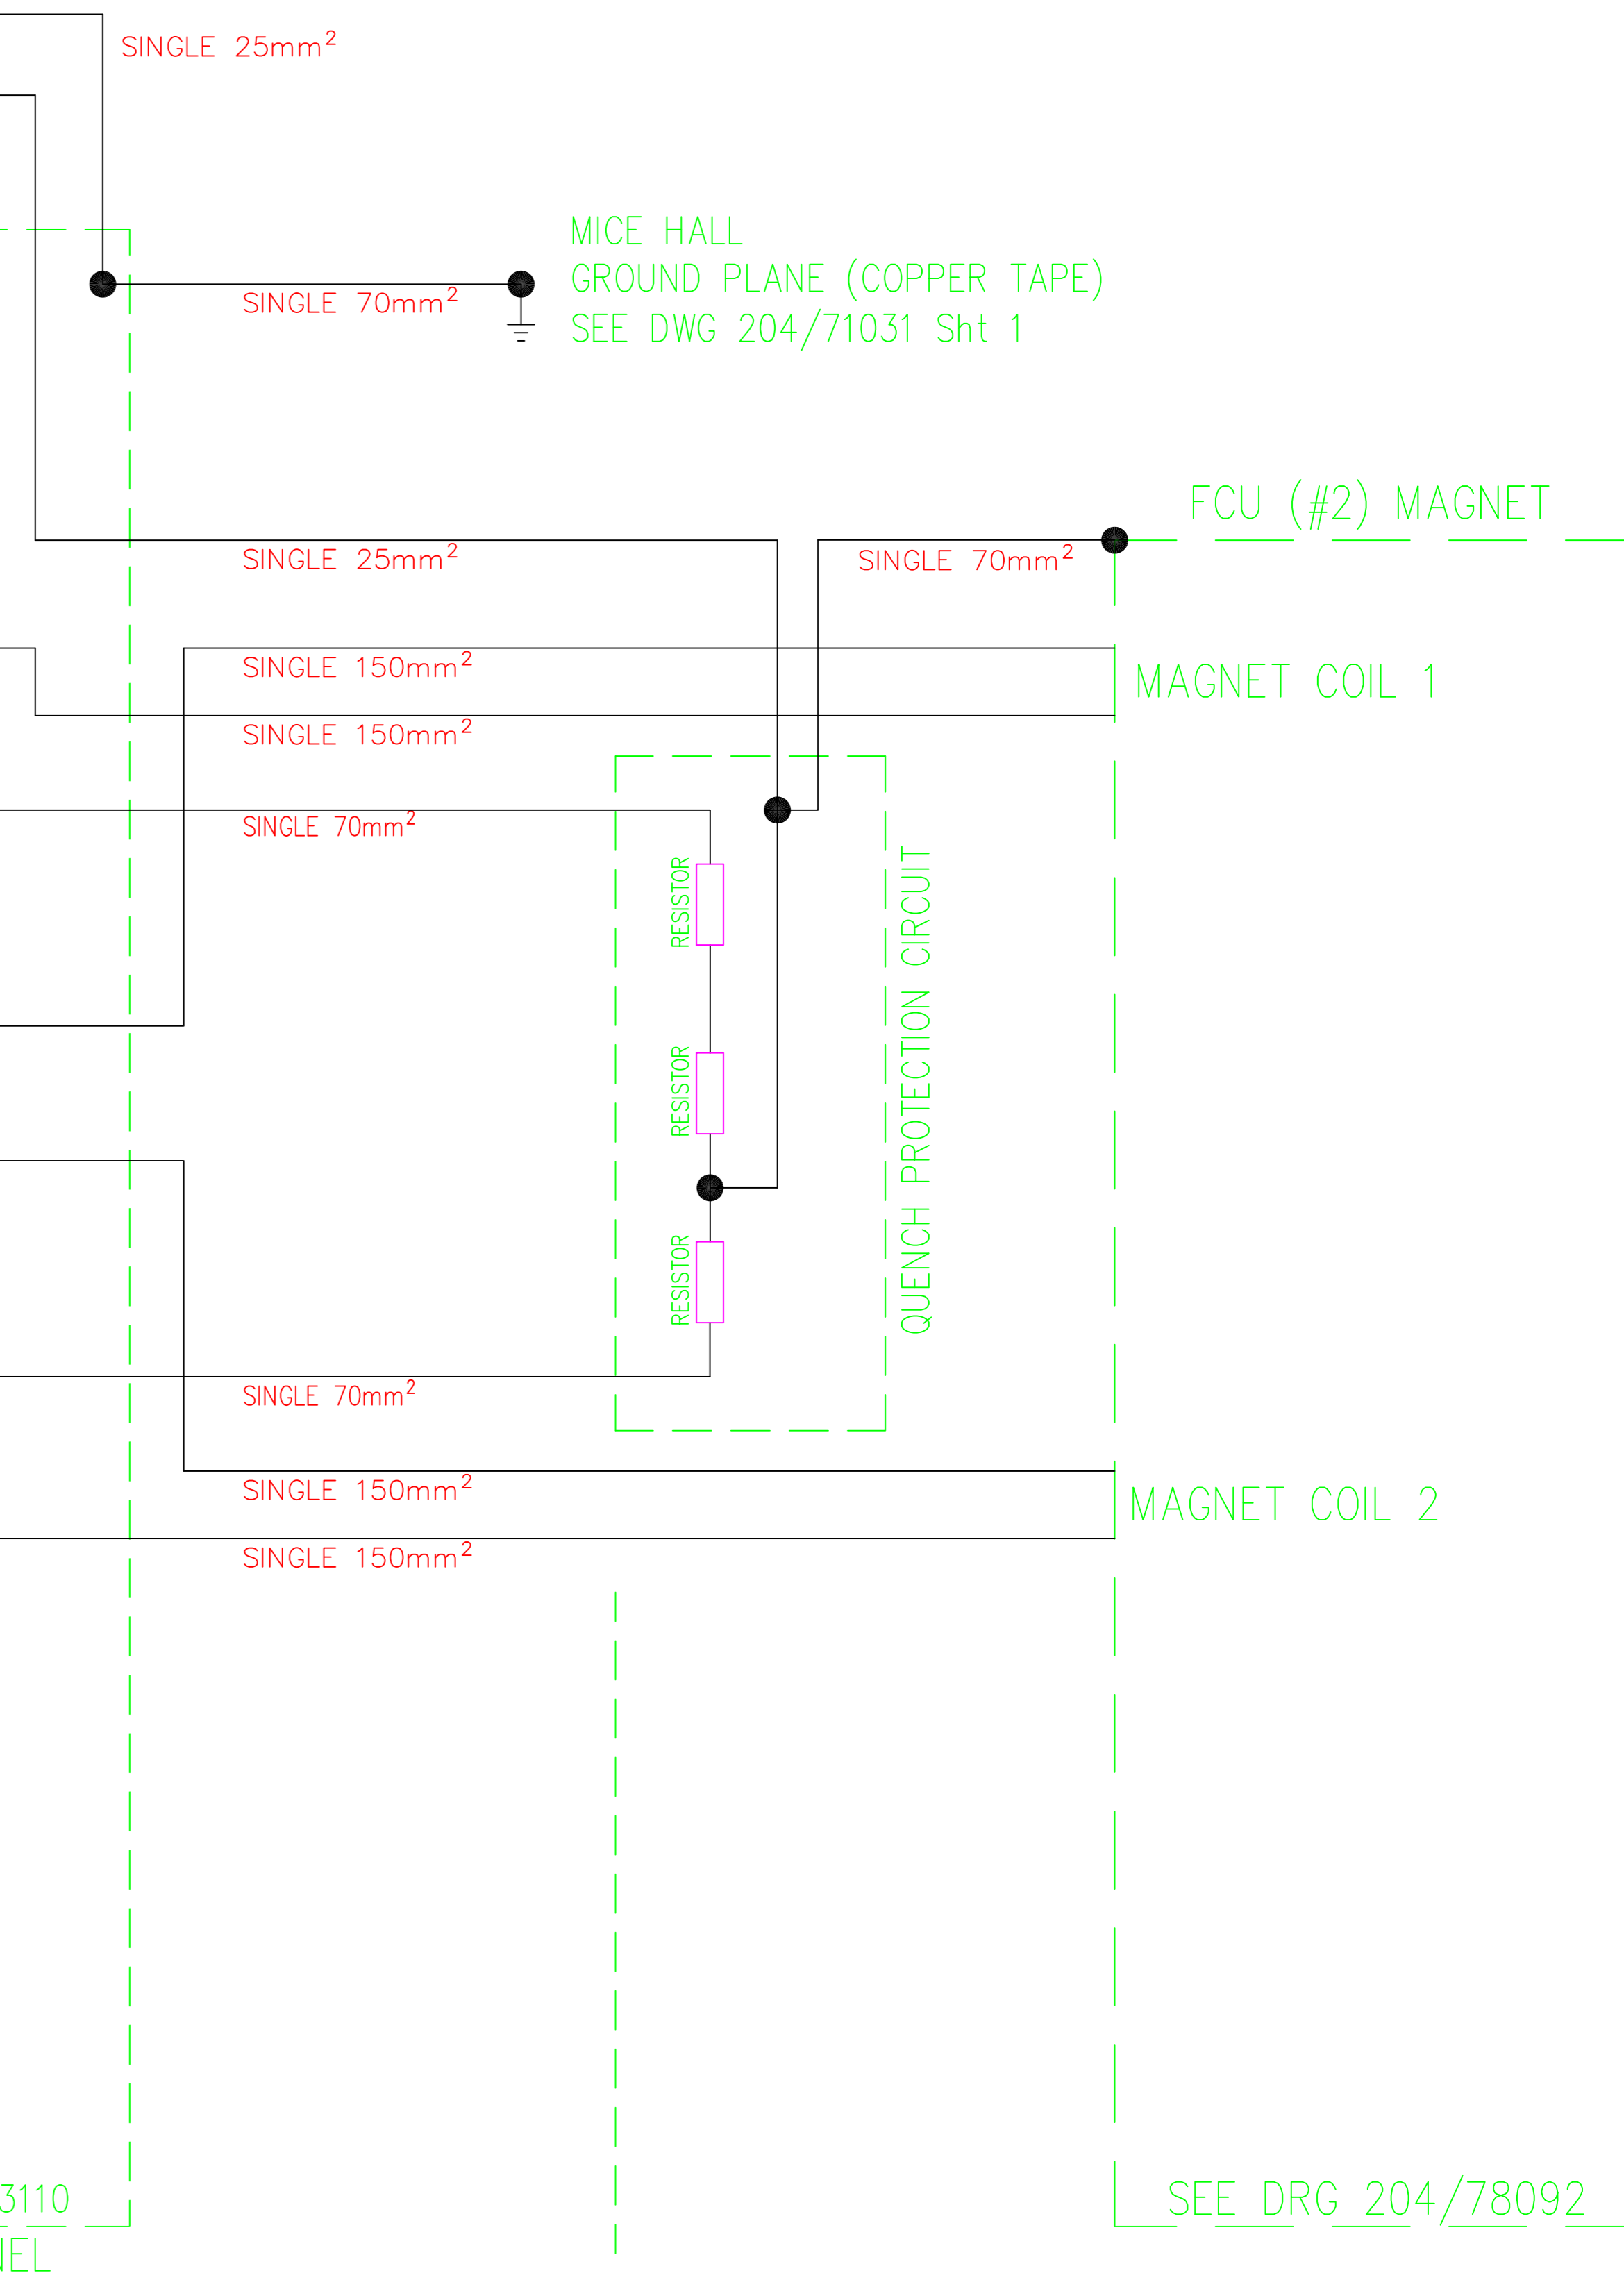 SINGLE 25mm²
MICE HALL
GROUND PLANE (COPPER TAPE)
SEE DWG 204/71031 Sht 1
SINGLE 70mm²
FCU (#2) MAGNET
SINGLE 25mm²
SINGLE 70mm²
SINGLE 150mm²
MAGNET COIL 1
SINGLE 150mm²
SINGLE 70mm²
RESISTOR
RESISTOR
RESISTOR
QUENCH PROTECTION CIRCUIT
SINGLE 70mm²
SINGLE 150mm²
MAGNET COIL 2
SINGLE 150mm²
3110
SEE DRG 204/78092